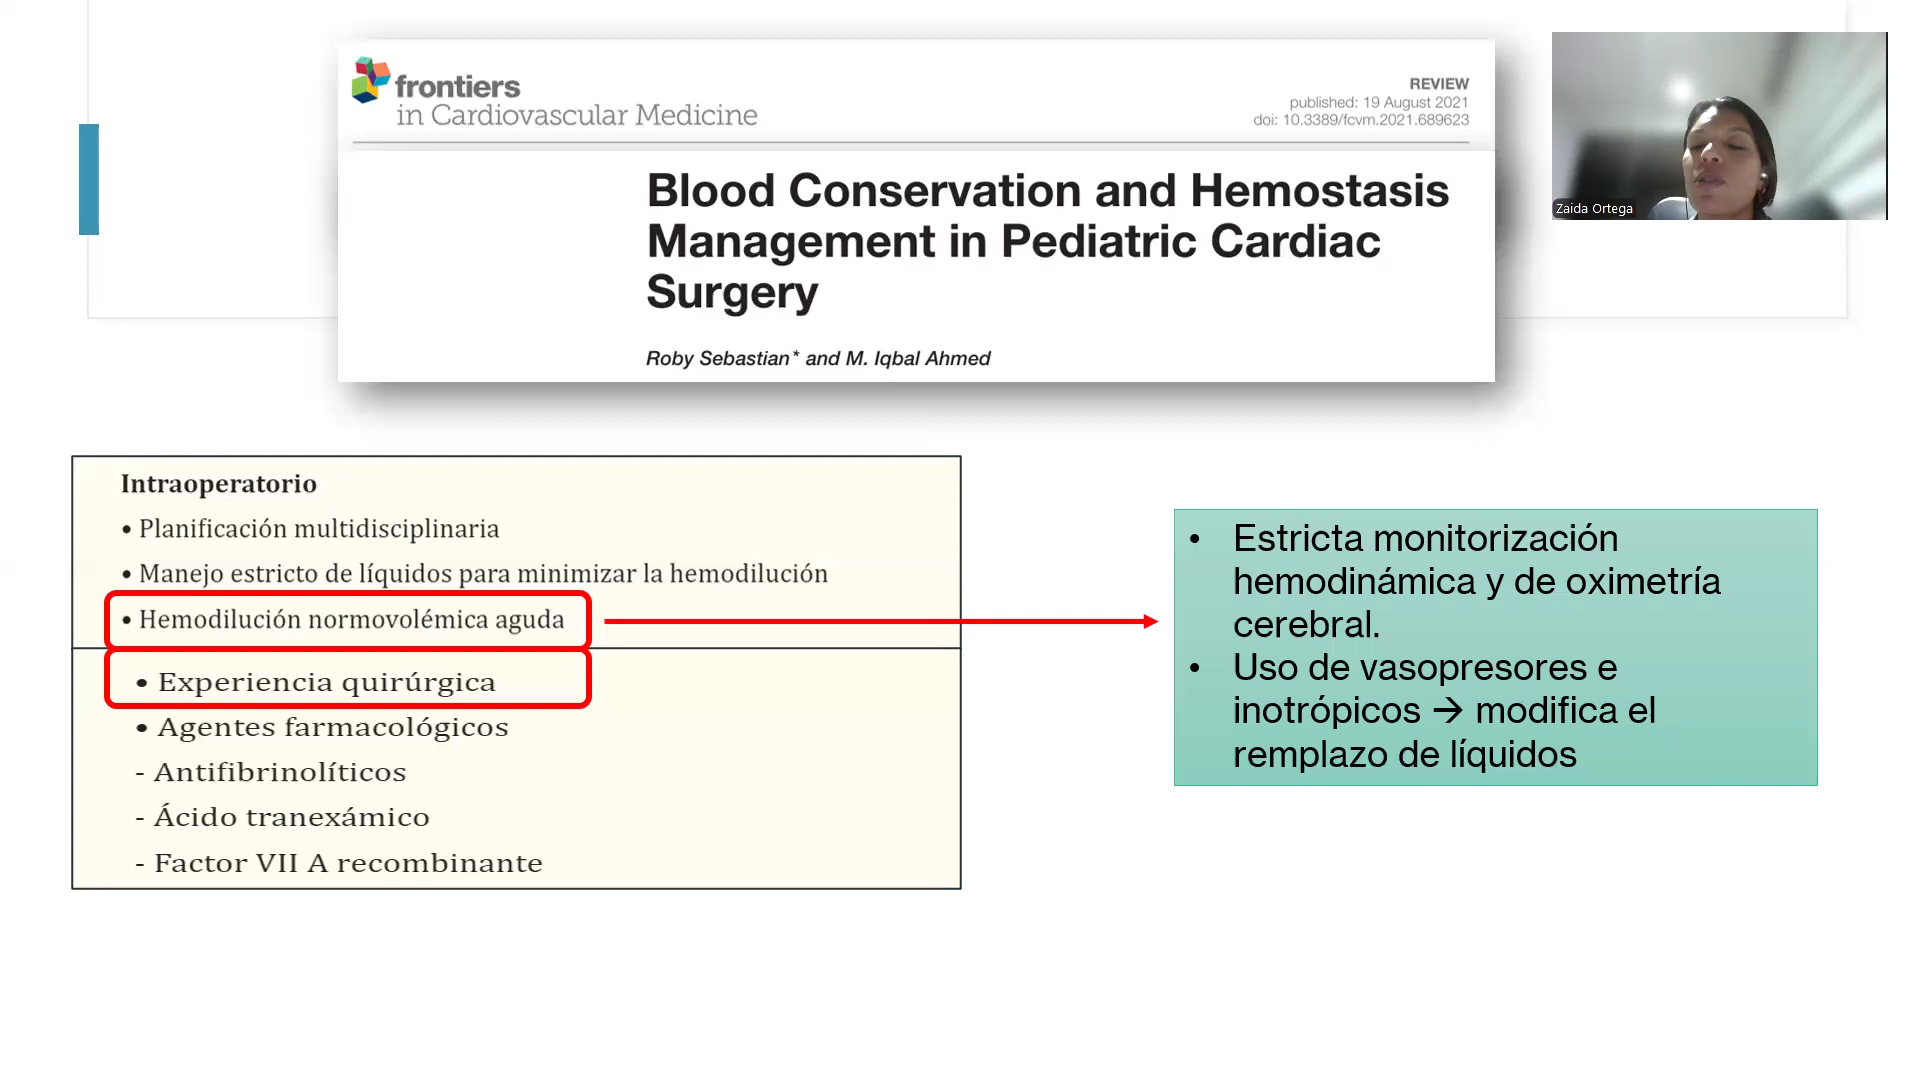 frontiers
in Cardiovascular Medicine
REVIEW
published: 19 August 2021
doi: 10.3389/fcvm.2021.689623
Blood Conservation and Hemostasis
Management in Pediatric Cardiac
Surgery
Roby Sebastian* and M. Iqbal Ahmed
Zaida Ortega
Intraoperatorio
• Planificación multidisciplinaria
• Manejo estricto de líquidos para minimizar la hemodilución
• Hemodilución normovolémica aguda
• Experiencia quirúrgica
• Agentes farmacológicos
- Antifibrinolíticos
- Ácido tranexámico
- Factor VII A recombinante
• Estricta monitorización
hemodinámica y de oximetría
cerebral.
• Uso de vasopresores e
inotrópicos → modifica el
remplazo de líquidos